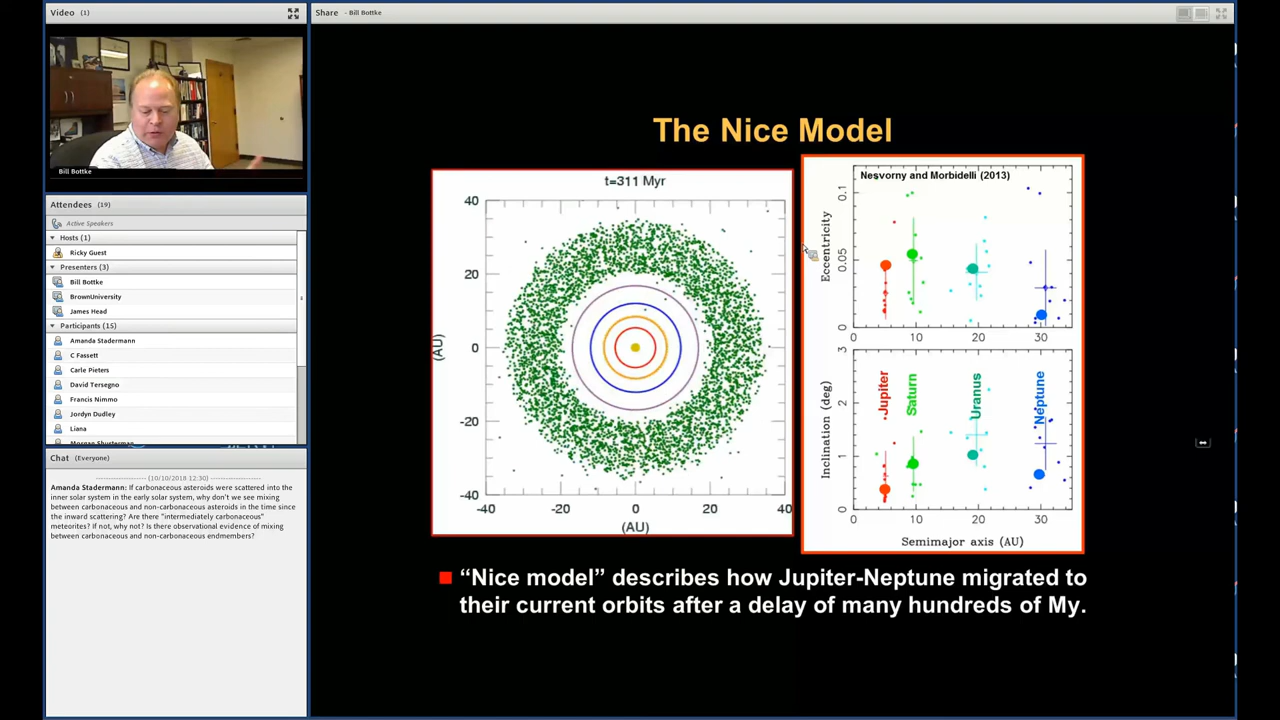 Video (1)
Bill Bottke
Attendees (19)
Active Speakers
Hosts (1)
Ricky Guest
Presenters (3)
Bill Bottke
BrownUniversity
James Head
Participants (15)
Amanda Stadermann
C Fassett
Carle Pieters
David Tersegno
Francis Nimmo
Jordyn Dudley
Liana
Chat (Everyone)
------------------- (10/10/2018 12:30) -------------------
Amanda Stadermann: If carbonaceous asteroids were scattered into the
inner solar system in the early solar system, why don't we see mixing
between carbonaceous and non-carbonaceous asteroids in the time since
the inward scattering? Are there "intermediately carbonaceous"
meteorites? If not, why not? Is there observational evidence of mixing
between carbonaceous and non-carbonaceous endmembers?
Share - Bill Bottke
The Nice Model
t=311 Myr
40
20
0
-20
-40
(AU)
-40 -20 0 20 40
(AU)
Nesvorny and Morbidelli (2013)
Eccentricity
0.1
0.05
0
0 10 20 30
Inclination (deg)
3
2
1
0
Jupiter
Saturn
Uranus
Neptune
0 10 20 30
Semimajor axis (AU)
“Nice model” describes how Jupiter-Neptune migrated to
their current orbits after a delay of many hundreds of My.